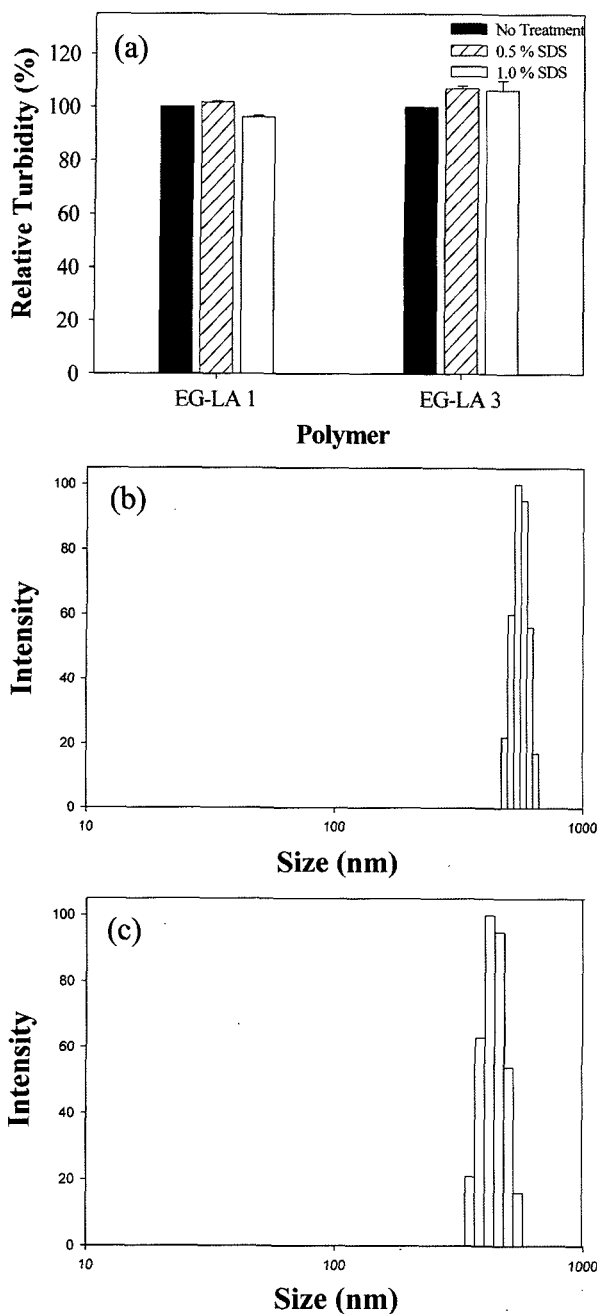 (a)
No Treatment
0.5 % SDS
1.0 % SDS
Relative Turbidity (%)
120
100
80
60
40
20
0
EG-LA 1 EG-LA 3
Polymer
(b)
Intensity
100
80
60
40
20
0
10 100 1000
Size (nm)
(c)
Intensity
100
80
60
40
20
0
10 100 1000
Size (nm)